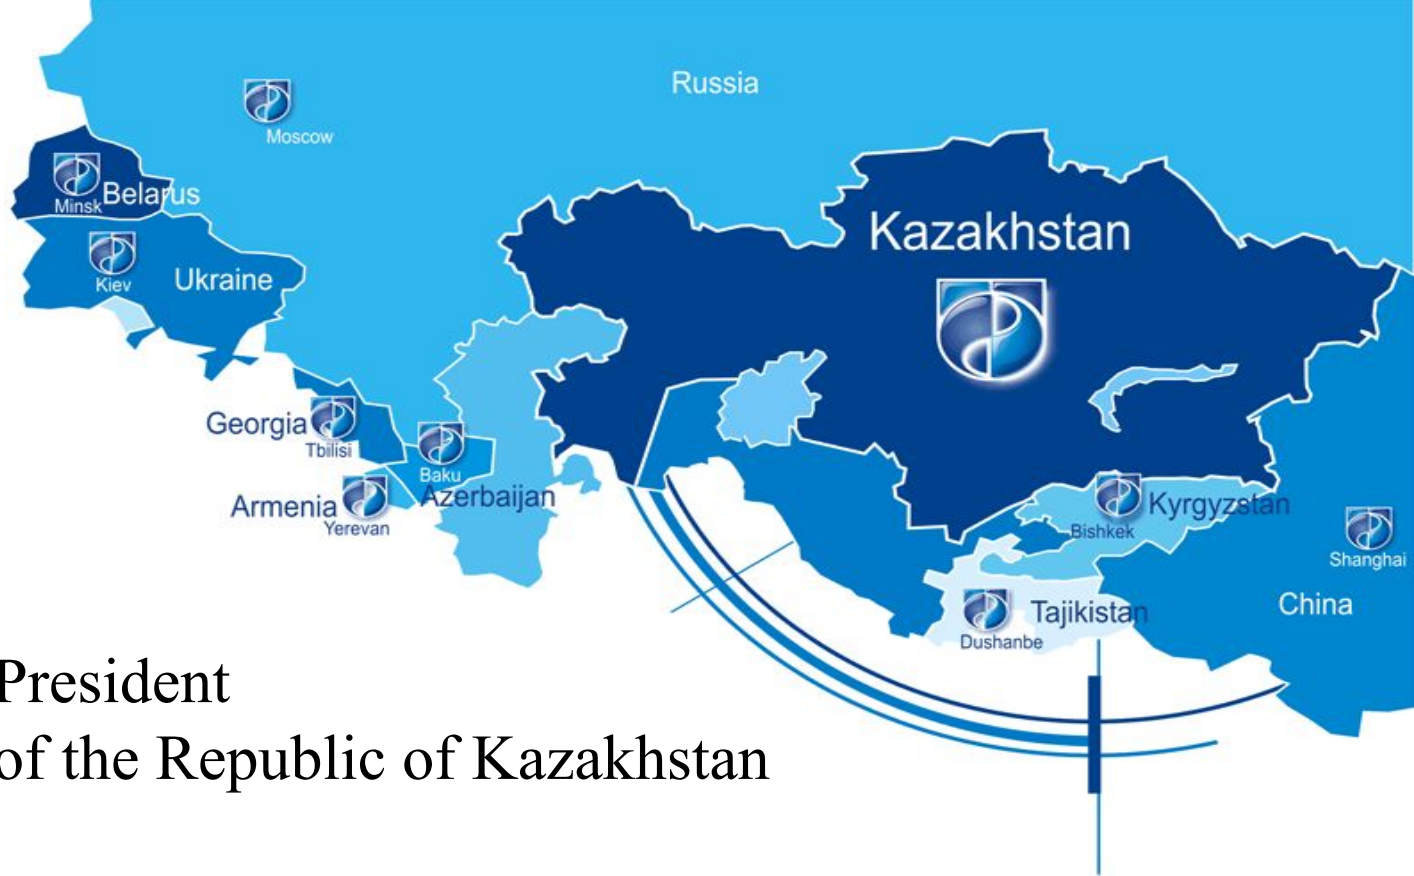 Russia
Moscow
Belarus
Minsk
Kazakhstan
Ukraine
Kiev
Georgia
Tbilisi
Baku
Azerbaijan
Armenia
Yerevan
Kyrgyzstan
Bishkek
Shanghai
China
Tajikistan
Dushanbe
President
of the Republic of Kazakhstan